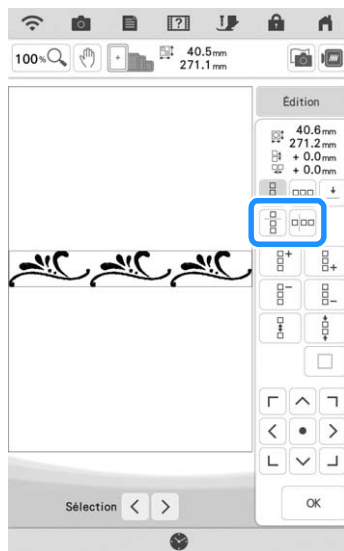 100% 40.5mm
271.1mm
Édition
40.6mm
271.2mm
+ 0.0mm
+ 0.0mm
Sélection
OK